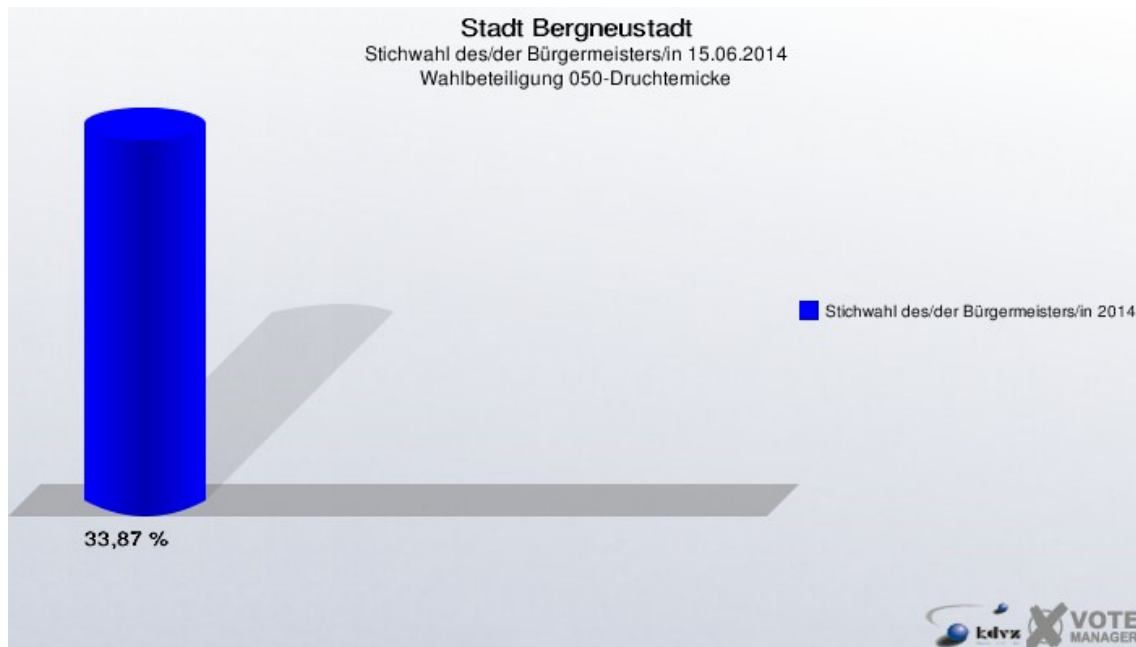 Stadt Bergneustadt
Stichwahl des/der Bürgermeisters/in 15.06.2014
Wahlbeteiligung 050-Druchtemicke
Stichwahl des/der Bürgermeisters/in 2014
33,87 %
kdvz
VOTE
MANAGER